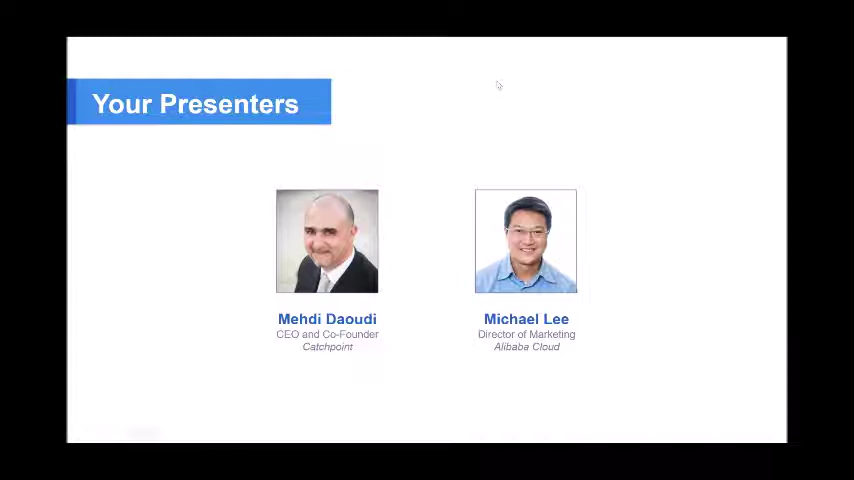 Your Presenters
Mehdi Daoudi
CEO and Co-Founder
Catchpoint
Michael Lee
Director of Marketing
Alibaba Cloud